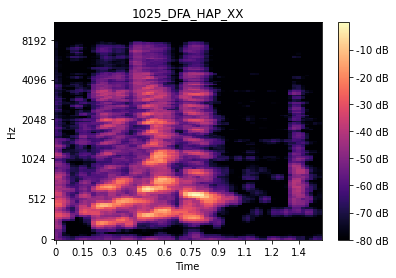 1025_DFA_HAP_XX
8192
4096
2048
1024
512
0
Hz
0 0.15 0.3 0.45 0.6 0.75 0.9 1.1 1.2 1.4
Time
-10 dB
-20 dB
-30 dB
-40 dB
-50 dB
-60 dB
-70 dB
-80 dB